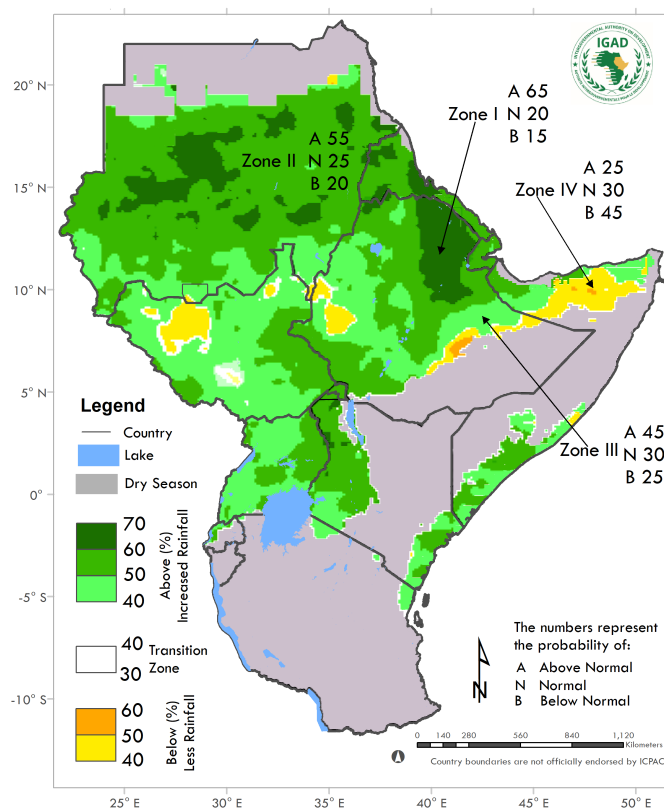 INTERGOVERNMENTAL AUTHORITY ON DEVELOPMENT
IGAD
A 65
Zone I N 20
B 15
A 55
Zone II N 25
B 20
A 25
Zone IV N 30
B 45
A 45
Zone III N 30
B 25
20° N
15° N
10° N
5° N
0°
-5° S
-10° S
25° E
30° E
35° E
40° E
45° E
50° E
Legend
Country
Lake
Dry Season
70
60
50
40
Above (%)
Increased Rainfall
40
30
Transition
Zone
60
50
40
Below (%)
Less Rainfall
The numbers represent
the probability of:
A Above Normal
N Normal
B Below Normal
N
0 140 280 560 840 1,120
Kilometers
Country boundaries are not officially endorsed by ICPAC